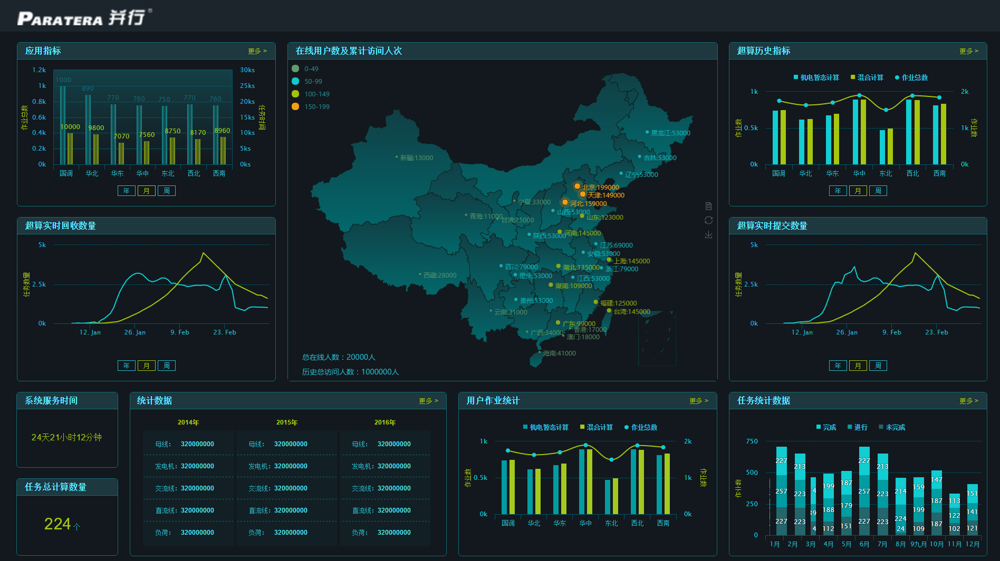 PARATERA 并行
应用指标
更多 >
1.2k
1k
0.8k
0.6k
0.4k
0.2k
0k
作业总数
1000 890 770 760 750 770 760
10000 9800 7070 7560 8750 8170 8960
30ks
25ks
20ks
15ks
10ks
5ks
0ks
任务时间
国调 华北 华东 华中 东北 西北 西南
年 月 周
超算实时回收数量
5k
2.5k
0k
任务数量
12. Jan 26. Jan 9. Feb 23. Feb
年 月 周
在线用户数及累计访问人次
0-49
50-99
100-149
150-199
黑龙江:53000
新疆:13000
吉林:53000
辽宁:53000
北京:199000
天津:149000
宁夏:33000
河北:159000
山西:53000
青海:11000
山东:123000
甘肃:25000
河南:145000
陕西:53000
江苏:69000
安徽:53000
上海:145000
四川:79000
湖北:135000
浙江:79000
西藏:28000
重庆:53000
江西:53000
湖南:109000
贵州:53000
福建:125000
云南:31000
台湾:145000
广东:99000
香港:17000
广西:34000
澳门:18000
海南:41000
总在线人数：20000人
历史总访问人数：1000000人
超算历史指标
更多 >
机电暂态计算 混合计算 作业总数
1k
0.5k
0k
作业数
2k
1k
0k
作业数
国调 华北 华东 华中 东北 西北 西南
年 月 周
超算实时提交数量
5k
2.5k
0k
任务数量
12. Jan 26. Jan 9. Feb 23. Feb
年 月 周
系统服务时间
24天21小时12分钟
任务总计算数量
224 个
统计数据
更多 >
2014年 2015年 2016年
母线： 320000000 母线： 320000000 母线： 320000000
发电机： 320000000 发电机： 320000000 发电机： 320000000
交流线： 320000000 交流线： 320000000 交流线： 320000000
直流线： 320000000 直流线： 320000000 直流线： 320000000
负荷： 320000000 负荷： 320000000 负荷： 320000000
用户作业统计
更多 >
机电暂态计算 混合计算 作业总数
1k
0.5k
0k
作业数
2k
1k
0k
作业数
国调 华北 华东 华中 东北 西北 西南
任务统计数据
更多 >
完成 进行 未完成
750
500
250
0
作业数
227 213 4 199 187 227 213 214 159 147 113 151
257 223 39 188 179 257 223 224 199 187 122 141
227 223 4 112 151 227 223 24 109 187 102 121
1月 2月 3月 4月 5月 6月 7月 8月 9九月 10月 11月 12月